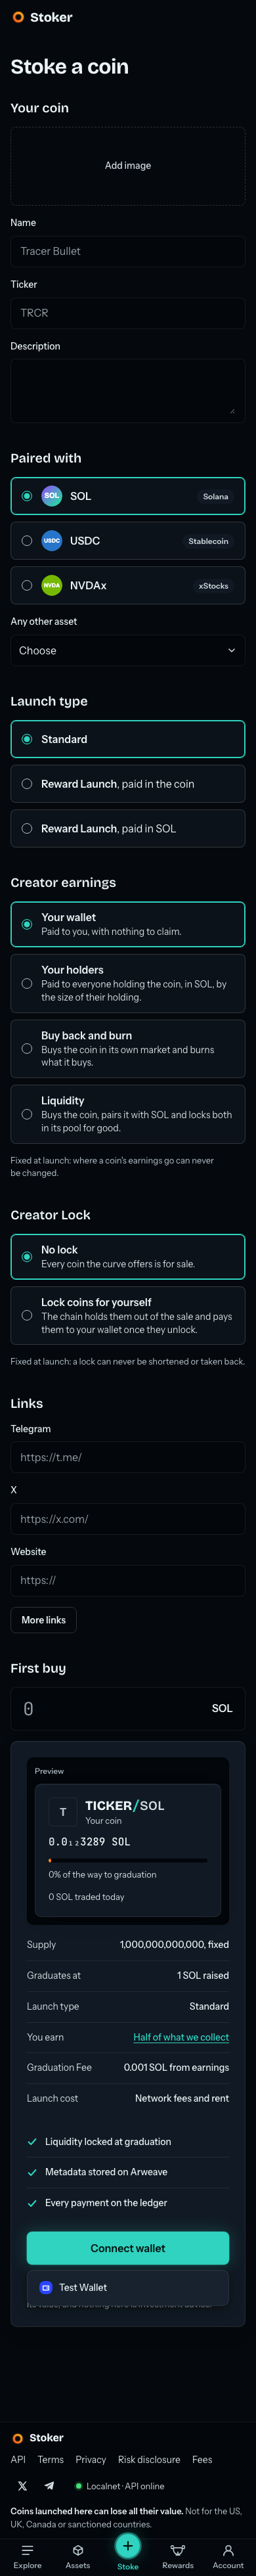 Stoker
Stoke a coin
Your coin
Add image
Name
Tracer Bullet
Ticker
TRCR
Description
Paired with
SOL SOL Solana
USDC USDC Stablecoin
NVDA NVDAx xStocks
Any other asset
Choose
Launch type
Standard
Reward Launch, paid in the coin
Reward Launch, paid in SOL
Creator earnings
Your wallet
Paid to you, with nothing to claim.
Your holders
Paid to everyone holding the coin, in SOL, by
the size of their holding.
Buy back and burn
Buys the coin in its own market and burns
what it buys.
Liquidity
Buys the coin, pairs it with SOL and locks both
in its pool for good.
Fixed at launch: where a coin's earnings go can never
be changed.
Creator Lock
No lock
Every coin the curve offers is for sale.
Lock coins for yourself
The chain holds them out of the sale and pays
them to your wallet once they unlock.
Fixed at launch: a lock can never be shortened or taken back.
Links
Telegram
https://t.me/
X
https://x.com/
Website
https://
More links
First buy
0 SOL
Preview
T TICKER/SOL
Your coin
0.0₁₂3289 SOL
0% of the way to graduation
0 SOL traded today
Supply 1,000,000,000,000, fixed
Graduates at 1 SOL raised
Launch type Standard
You earn Half of what we collect
Graduation Fee 0.001 SOL from earnings
Launch cost Network fees and rent
Liquidity locked at graduation
Metadata stored on Arweave
Every payment on the ledger
Connect wallet
Test Wallet
Stoker
API Terms Privacy Risk disclosure Fees
Localnet · API online
Coins launched here can lose all their value. Not for the US,
UK, Canada or sanctioned countries.
Explore Assets Stoke Rewards Account